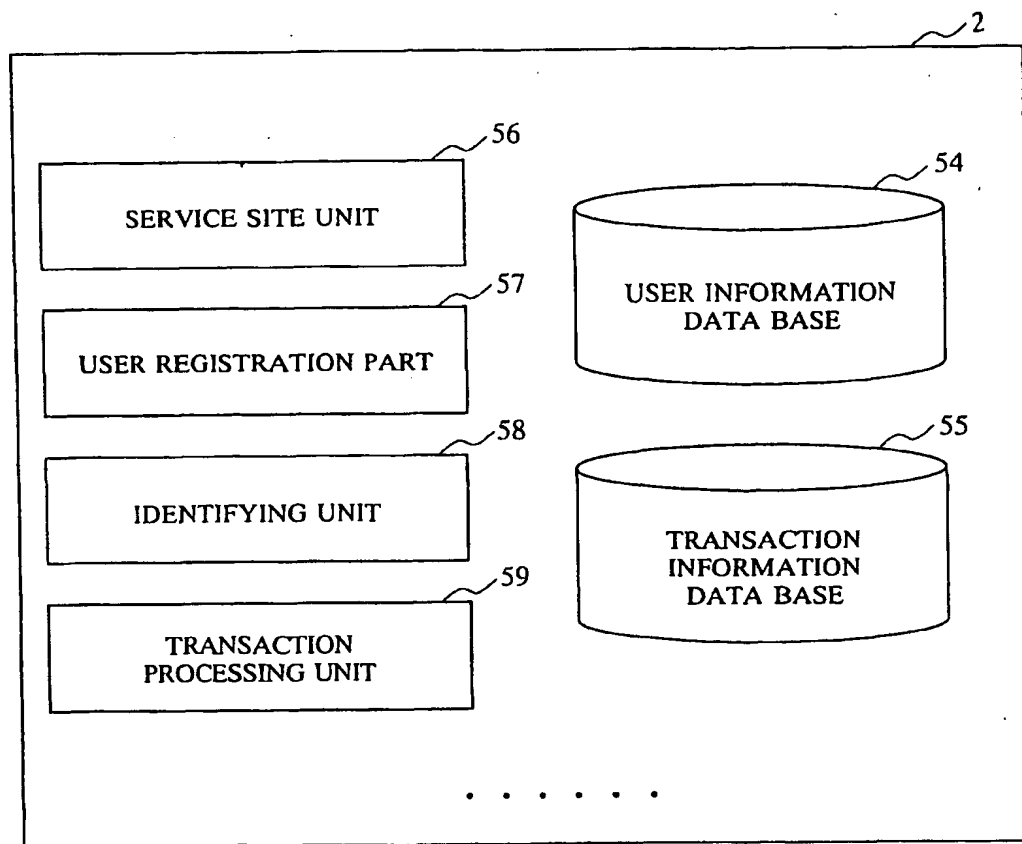 2
56
SERVICE SITE UNIT
57
USER REGISTRATION PART
58
IDENTIFYING UNIT
59
TRANSACTION
PROCESSING UNIT
54
USER INFORMATION
DATA BASE
55
TRANSACTION
INFORMATION
DATA BASE
. . . . . .